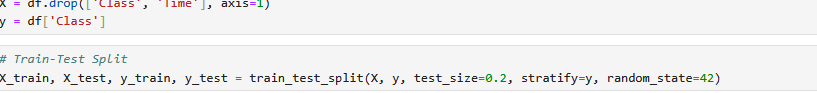 X = df.drop(['Class', 'Time'], axis=1)
y = df['Class']
# Train-Test Split
X_train, X_test, y_train, y_test = train_test_split(X, y, test_size=0.2, stratify=y, random_state=42)